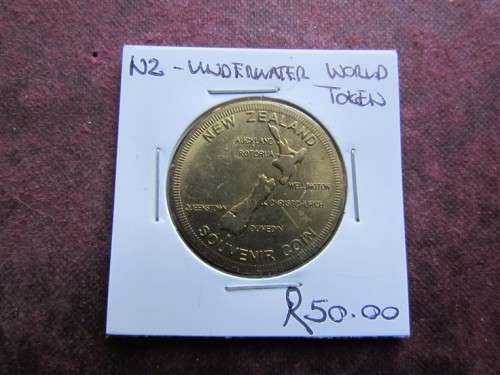 NZ - UNDERWATER WORLD
TOKEN
NEW ZEALAND
AUCKLAND
ROTORUA
WELLINGTON
QUEENSTOWN
CHRISTCHURCH
DUNEDIN
SOUVENIR COIN
R50.00